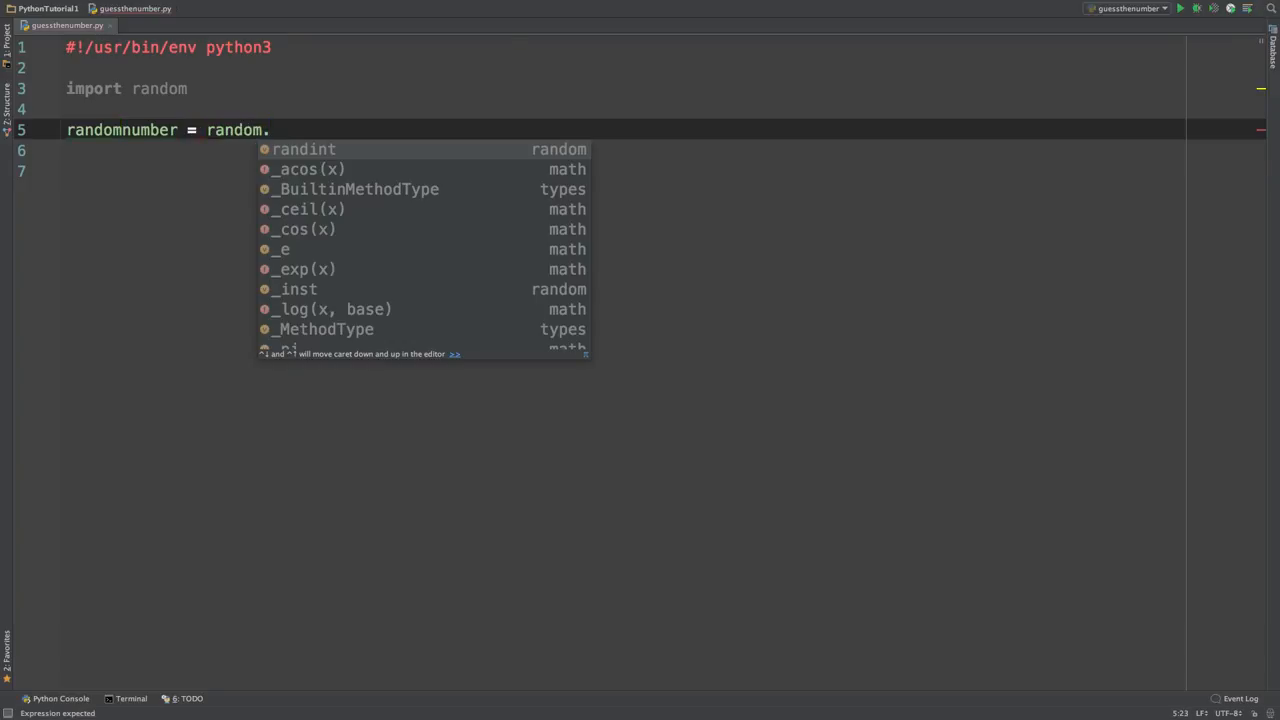 PythonTutorial1 guessthenumber.py guessthenumber
guessthenumber.py
1: Project
Z: Structure
2: Favorites
Database
1 #!/usr/bin/env python3
2
3 import random
4
5 randomnumber = random.
6
7
randint random
_acos(x) math
_BuiltinMethodType types
_ceil(x) math
_cos(x) math
_e math
_exp(x) math
_inst random
_log(x, base) math
_MethodType types
_pi math
^↓ and ^↑ will move caret down and up in the editor >> π
Python Console Terminal 6: TODO Event Log
Expression expected 5:23 LF÷ UTF-8÷